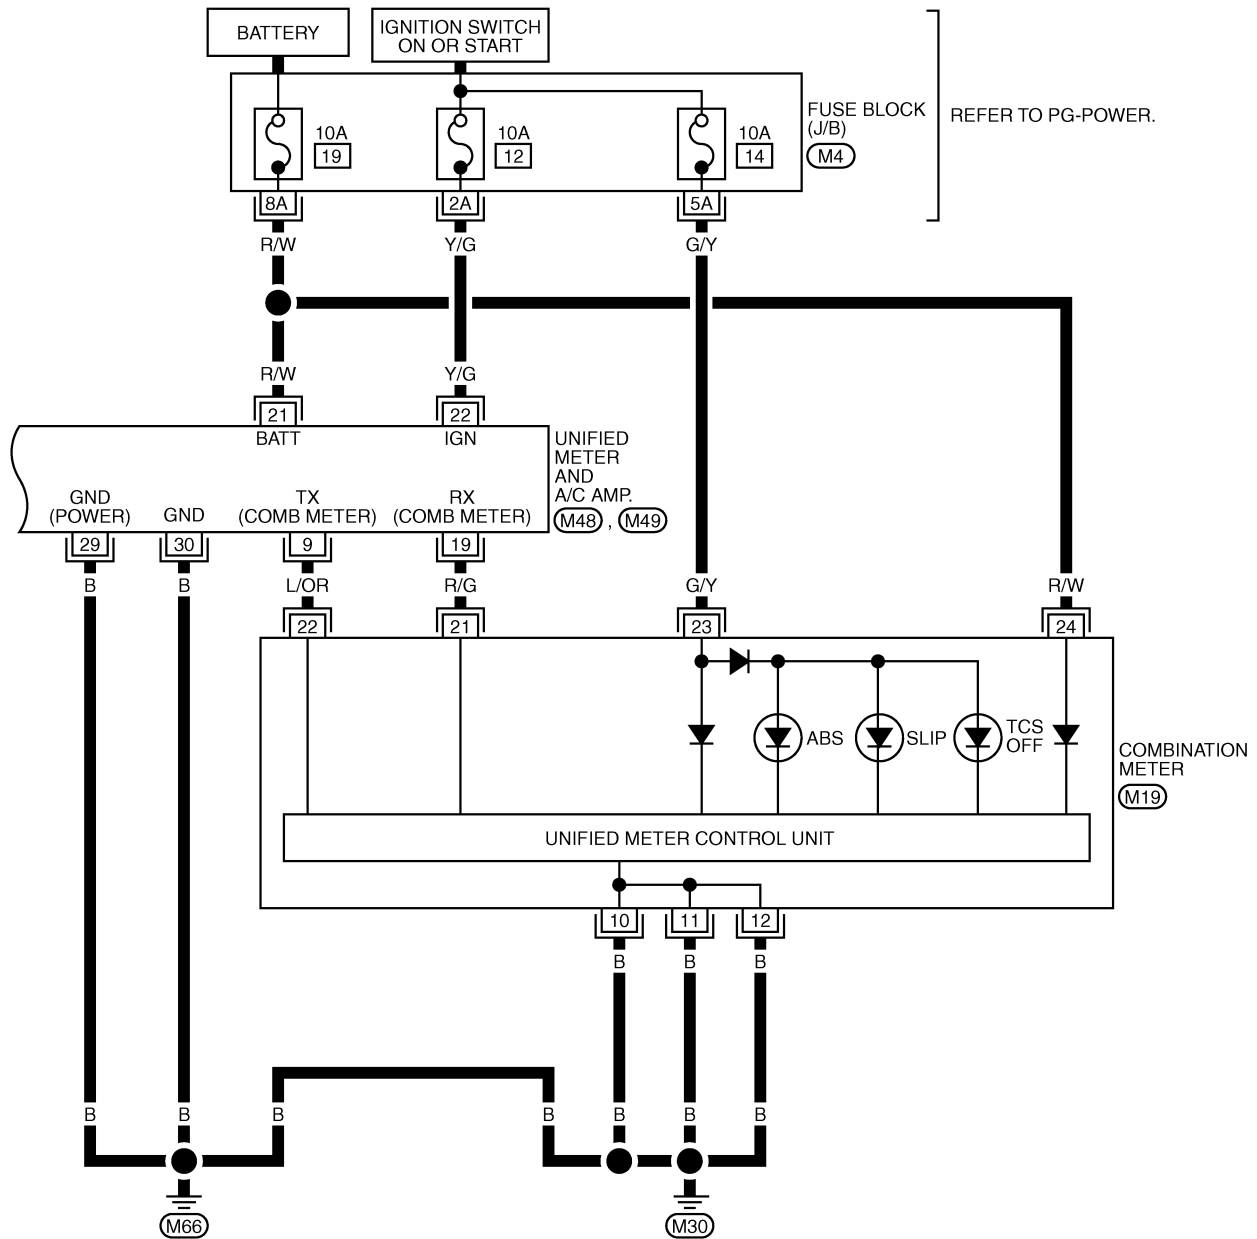 BATTERY
IGNITION SWITCH
ON OR START
FUSE BLOCK
(J/B)
M4
REFER TO PG-POWER.
10A
19
10A
12
10A
14
8A
2A
5A
R/W
Y/G
G/Y
R/W
Y/G
21
22
BATT
IGN
UNIFIED
METER
AND
A/C AMP.
M48 , M49
GND
(POWER)
GND
TX
(COMB METER)
RX
(COMB METER)
29
30
9
19
B
B
L/OR
R/G
G/Y
R/W
22
21
23
24
ABS
SLIP
TCS
OFF
COMBINATION
METER
M19
UNIFIED METER CONTROL UNIT
10
11
12
B
B
B
B
B
B
B
B
B
B
M66
M30